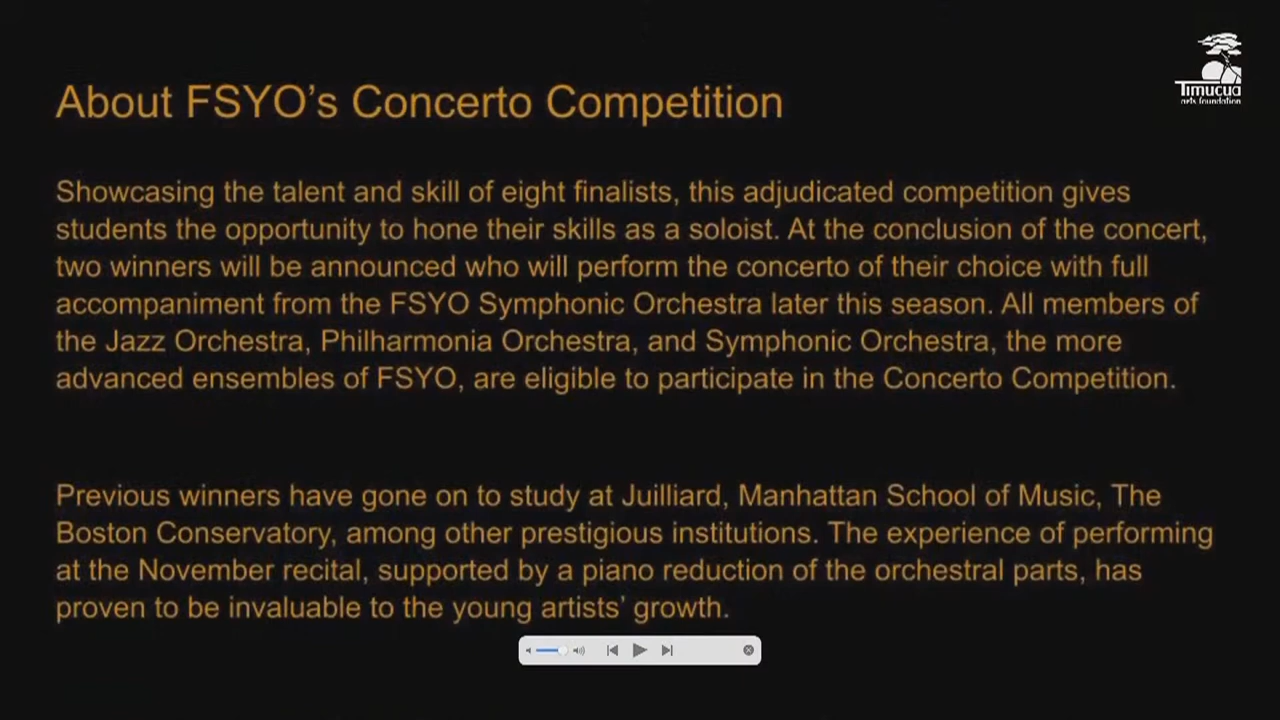 Timucua
arts foundation
About FSYO’s Concerto Competition
Showcasing the talent and skill of eight finalists, this adjudicated competition gives
students the opportunity to hone their skills as a soloist. At the conclusion of the concert,
two winners will be announced who will perform the concerto of their choice with full
accompaniment from the FSYO Symphonic Orchestra later this season. All members of
the Jazz Orchestra, Philharmonia Orchestra, and Symphonic Orchestra, the more
advanced ensembles of FSYO, are eligible to participate in the Concerto Competition.
Previous winners have gone on to study at Juilliard, Manhattan School of Music, The
Boston Conservatory, among other prestigious institutions. The experience of performing
at the November recital, supported by a piano reduction of the orchestral parts, has
proven to be invaluable to the young artists’ growth.